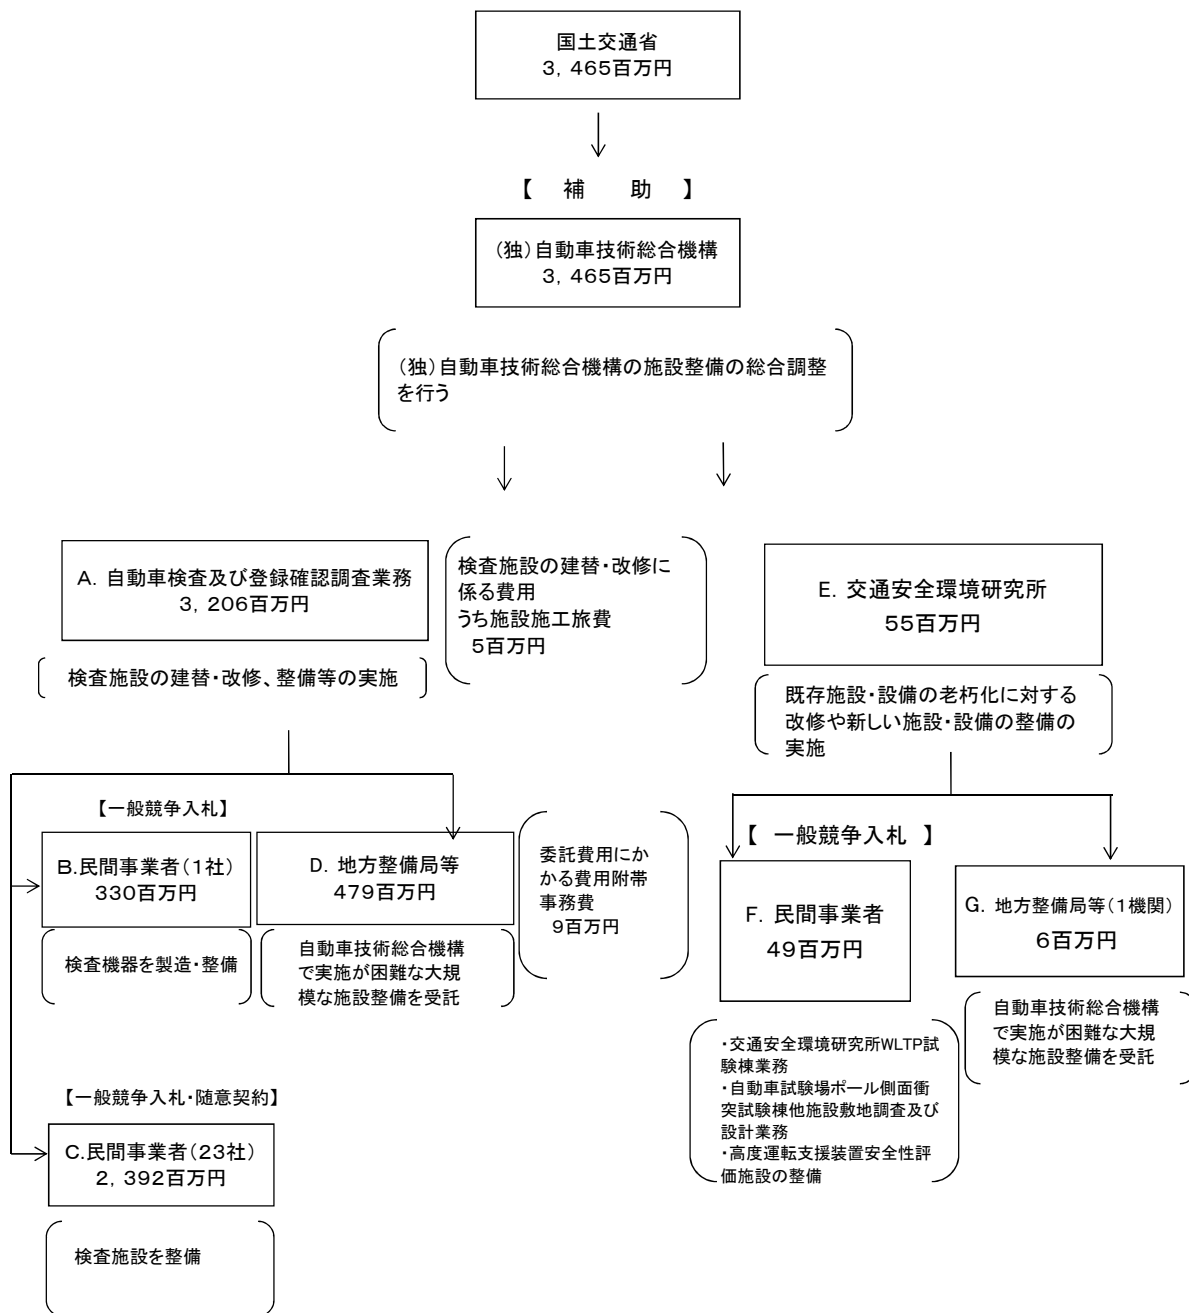 国土交通省
3，465百万円
【　補　助　】
（独）自動車技術総合機構
3，465百万円
（独）自動車技術総合機構の施設整備の総合調整
を行う
A．自動車検査及び登録確認調査業務
3，206百万円
検査施設の建替・改修に
係る費用
うち施設施工旅費
5百万円
E．交通安全環境研究所
55百万円
検査施設の建替・改修、整備等の実施
既存施設・設備の老朽化に対する
改修や新しい施設・設備の整備の
実施
【一般競争入札】
B.民間事業者（1社）
330百万円
D．地方整備局等
479百万円
委託費用にか
かる費用附帯
事務費
9百万円
【　一般競争入札　】
F．民間事業者
49百万円
G．地方整備局等（1機関）
6百万円
検査機器を製造・整備
自動車技術総合機構
で実施が困難な大規
模な施設整備を受託
・交通安全環境研究所WLTP試
験棟業務
・自動車試験場ポール側面衝
突試験棟他施設敷地調査及び
設計業務
・高度運転支援装置安全性評
価施設の整備
自動車技術総合機構
で実施が困難な大規
模な施設整備を受託
【一般競争入札・随意契約】
C.民間事業者（23社）
2，392百万円
検査施設を整備